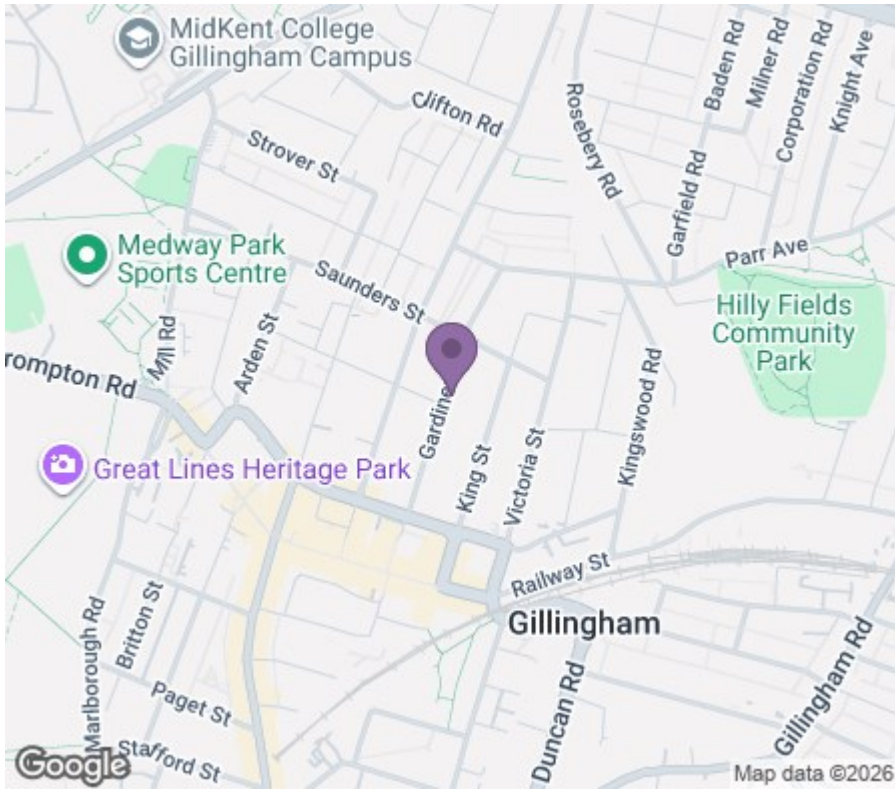 MidKent College
Gillingham Campus
Clifton Rd
Rosebery Rd
Baden Rd
Milner Rd
Corporation Rd
Knight Ave
Strover St
Garfield Rd
Parr Ave
Medway Park
Sports Centre
Saunders St
Hilly Fields
Community
Park
Mill Rd
Arden St
rompton Rd
Gardine
Kingswood Rd
Great Lines Heritage Park
King St
Victoria St
Railway St
Gillingham
Marlborough Rd
Britton St
Paget St
Stafford St
Duncan Rd
Gillingham Rd
Google
Map data ©2026